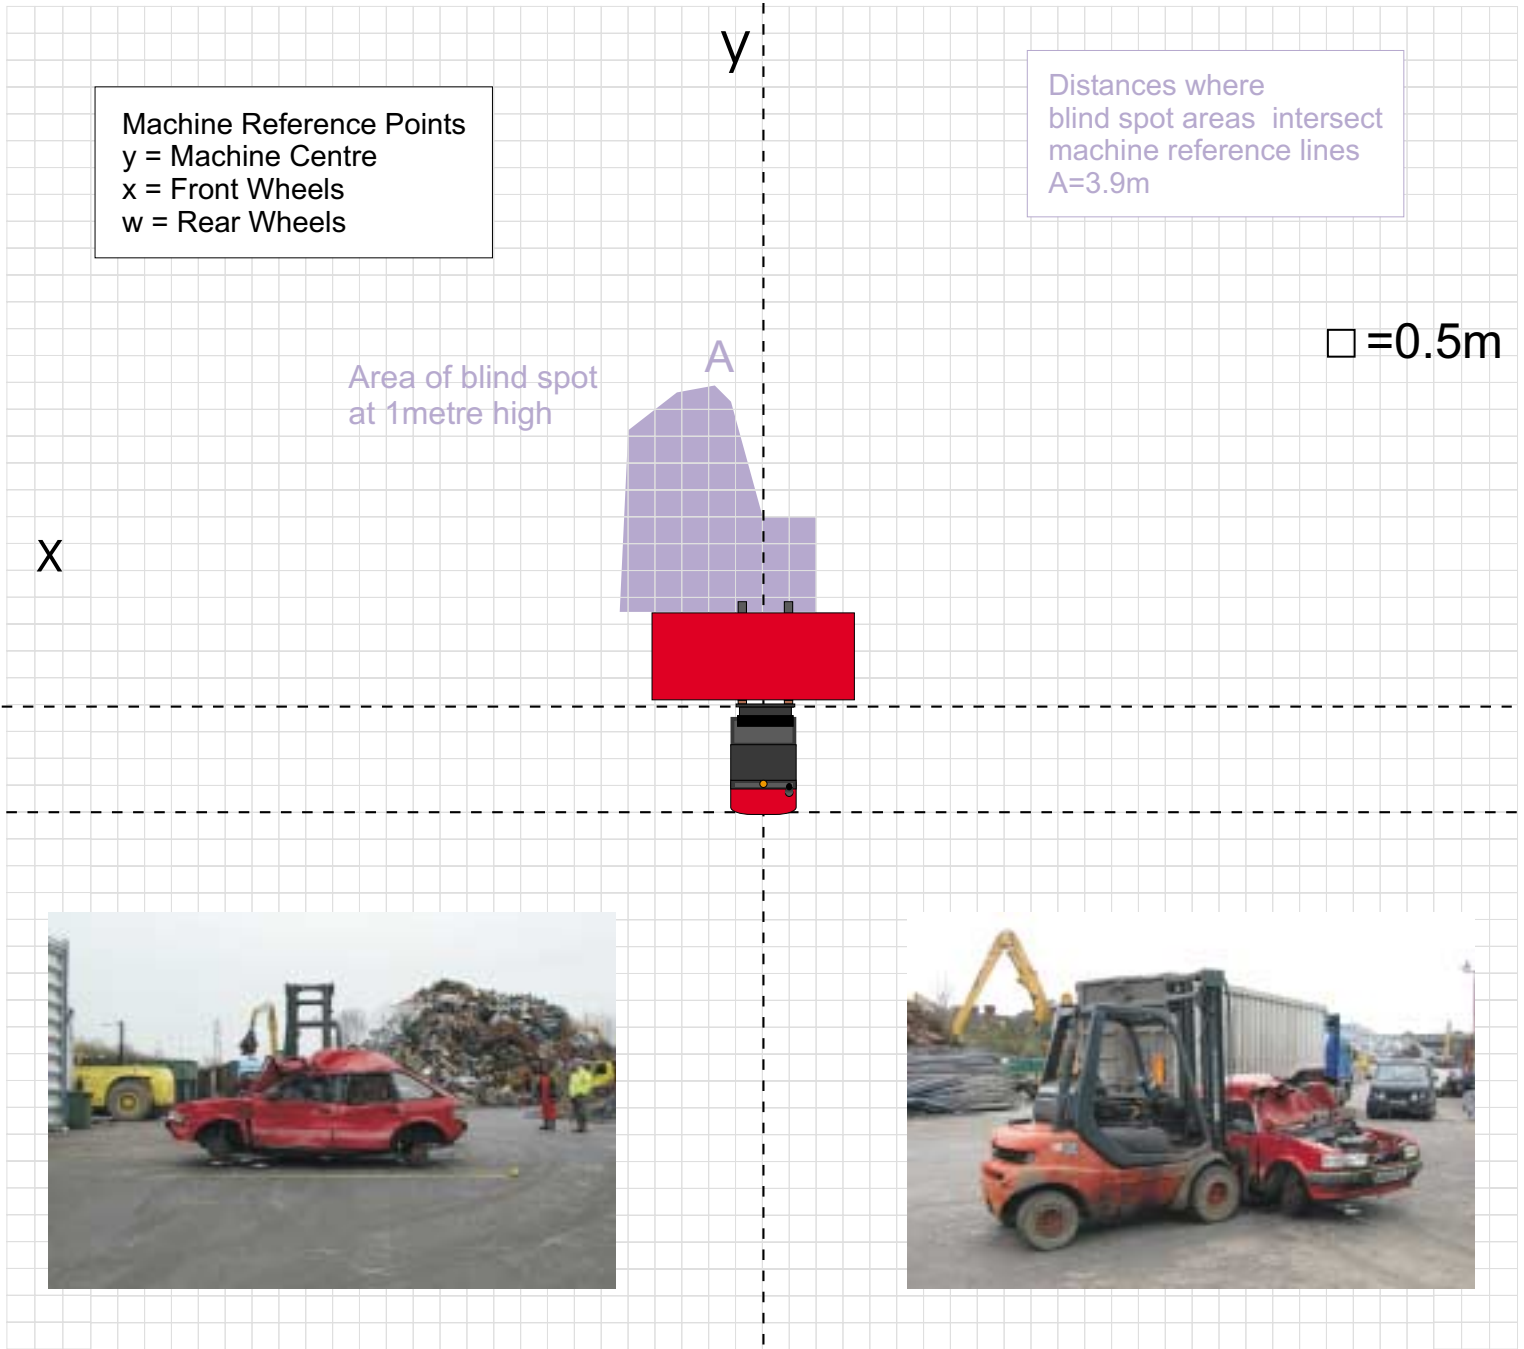 y
Machine Reference Points
y = Machine Centre
x = Front Wheels
w = Rear Wheels
Distances where
blind spot areas intersect
machine reference lines
A=3.9m
=0.5m
A
Area of blind spot
at 1metre high
x